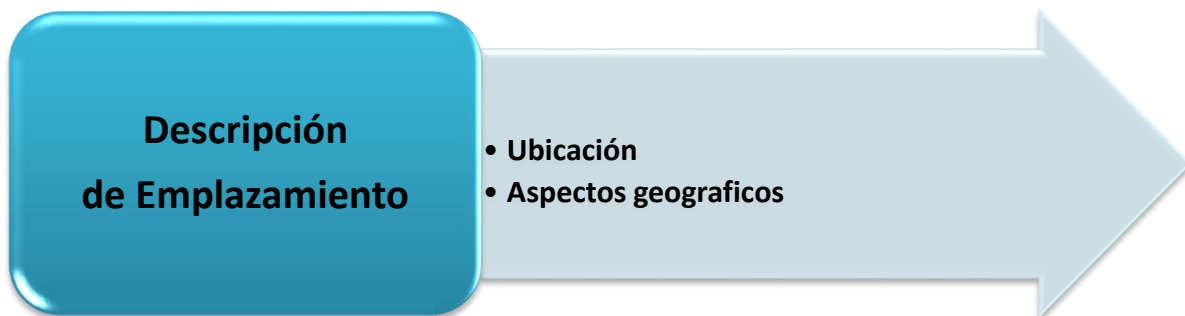 Descripción
de Emplazamiento
• Ubicación
• Aspectos geograficos